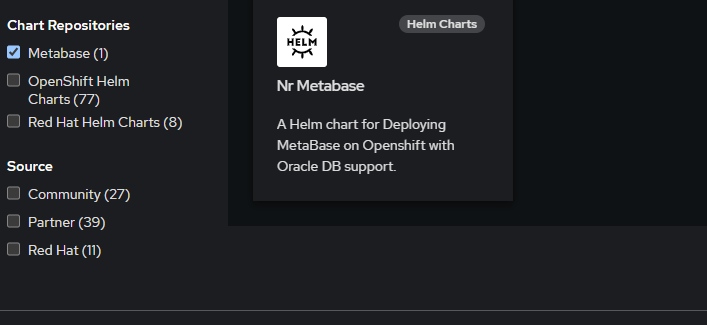 Chart Repositories
Metabase (1)
OpenShift Helm
Charts (77)
Red Hat Helm Charts (8)
Source
Community (27)
Partner (39)
Red Hat (11)
HELM
Helm Charts
Nr Metabase
A Helm chart for Deploying
MetaBase on Openshift with
Oracle DB support.